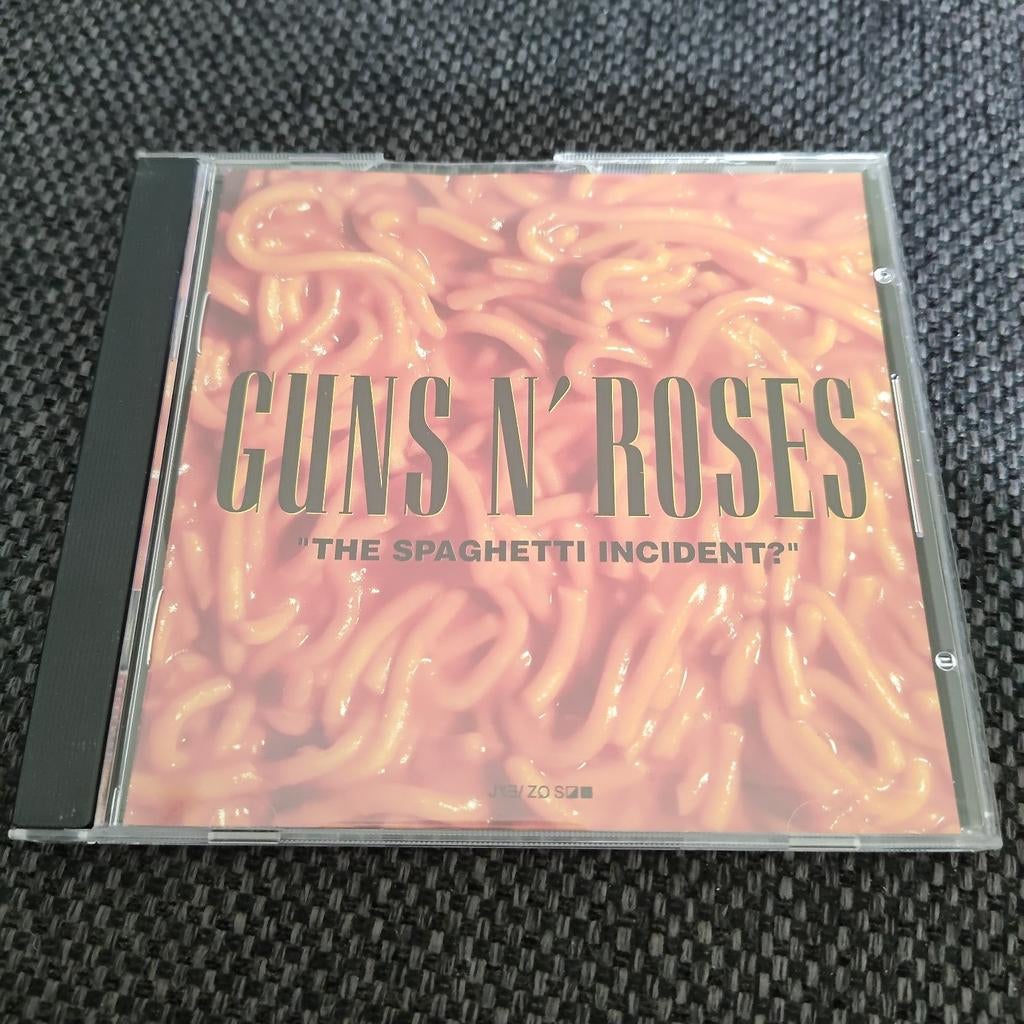 GUNS N' ROSES
"THE SPAGHETTI INCIDENT?"